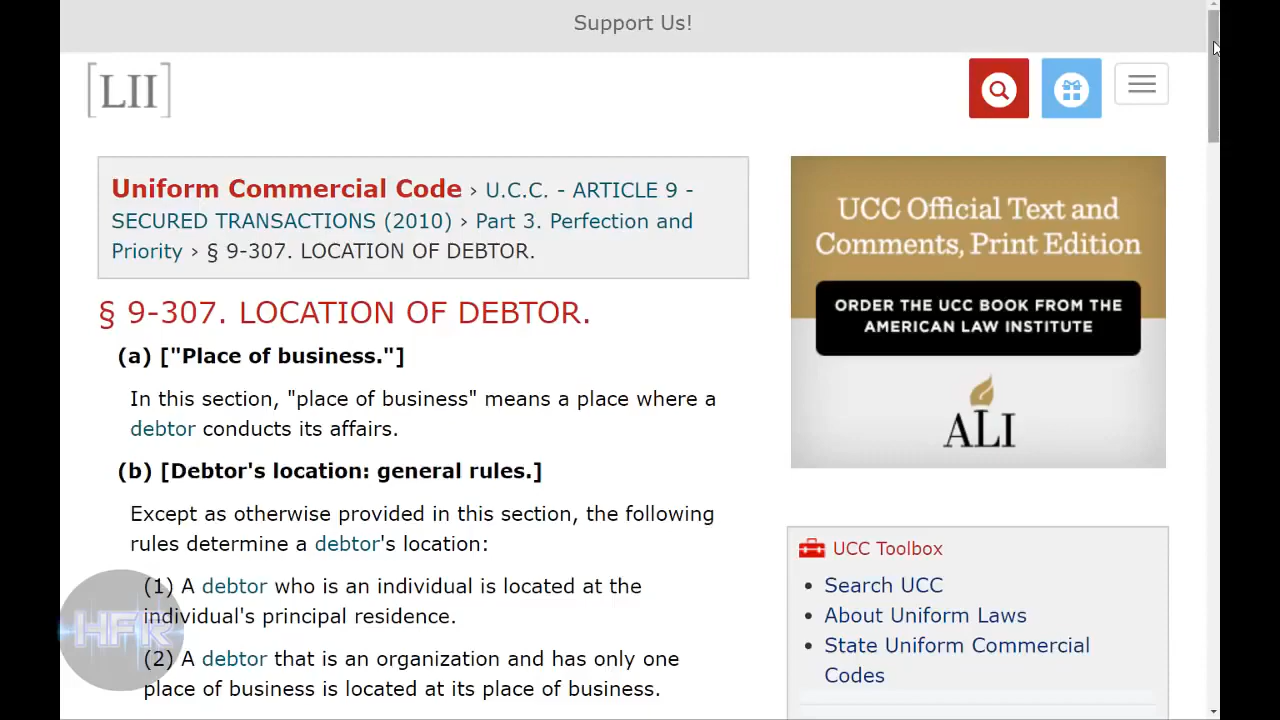 Support Us!
[LII]
Uniform Commercial Code › U.C.C. - ARTICLE 9 -
SECURED TRANSACTIONS (2010) › Part 3. Perfection and
Priority › § 9-307. LOCATION OF DEBTOR.
§ 9-307. LOCATION OF DEBTOR.
(a) ["Place of business."]
In this section, "place of business" means a place where a
debtor conducts its affairs.
(b) [Debtor's location: general rules.]
Except as otherwise provided in this section, the following
rules determine a debtor's location:
(1) A debtor who is an individual is located at the
individual's principal residence.
(2) A debtor that is an organization and has only one
place of business is located at its place of business.
HFR
UCC Official Text and
Comments, Print Edition
ORDER THE UCC BOOK FROM THE
AMERICAN LAW INSTITUTE
ALI
UCC Toolbox
Search UCC
About Uniform Laws
State Uniform Commercial
Codes